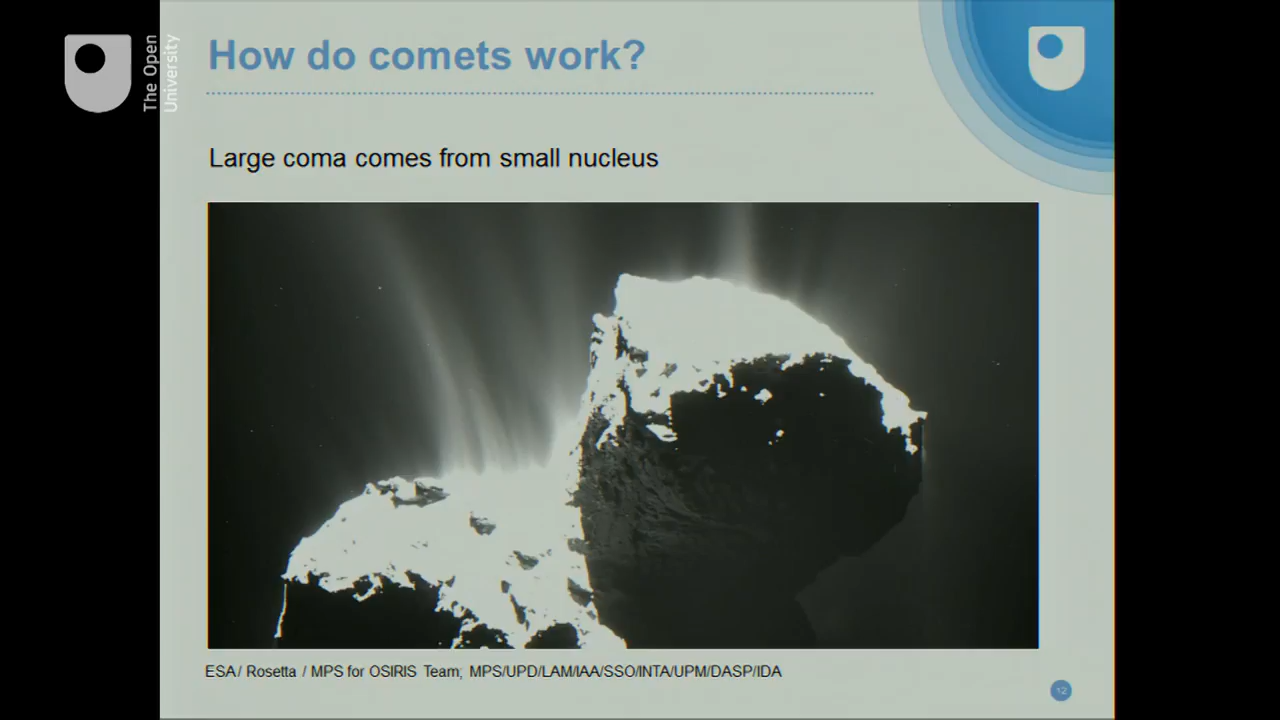 The Open
University
How do comets work?
Large coma comes from small nucleus
ESA/ Rosetta / MPS for OSIRIS Team; MPS/UPD/LAM/IAA/SSO/INTA/UPM/DASP/IDA
12